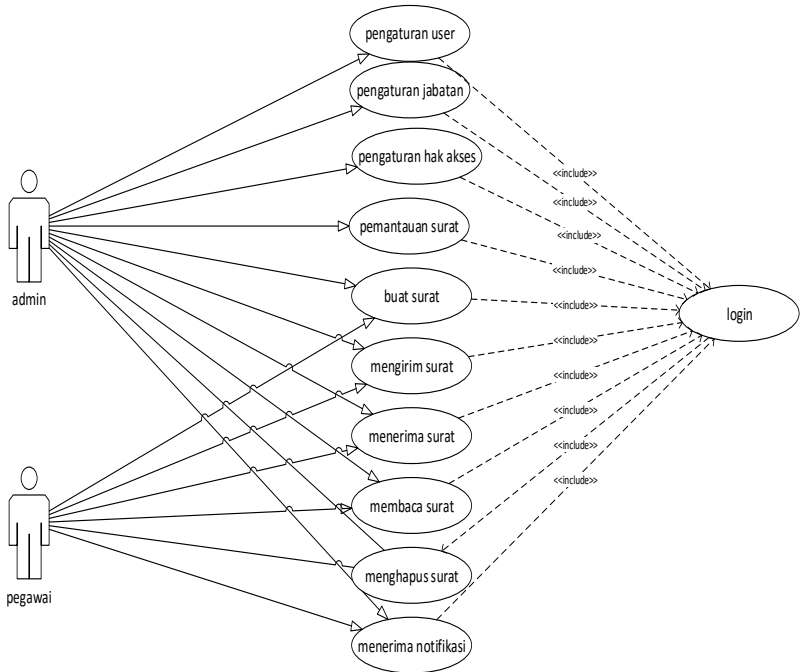 pengaturan user
pengaturan jabatan
pengaturan hak akses
pemantauan surat
buat surat
mengirim surat
menerima surat
membaca surat
menghapus surat
menerima notifikasi
admin
pegawai
<<include>>
<<include>>
<<include>>
<<include>>
<<include>>
<<include>>
<<include>>
<<include>>
<<include>>
<<include>>
login